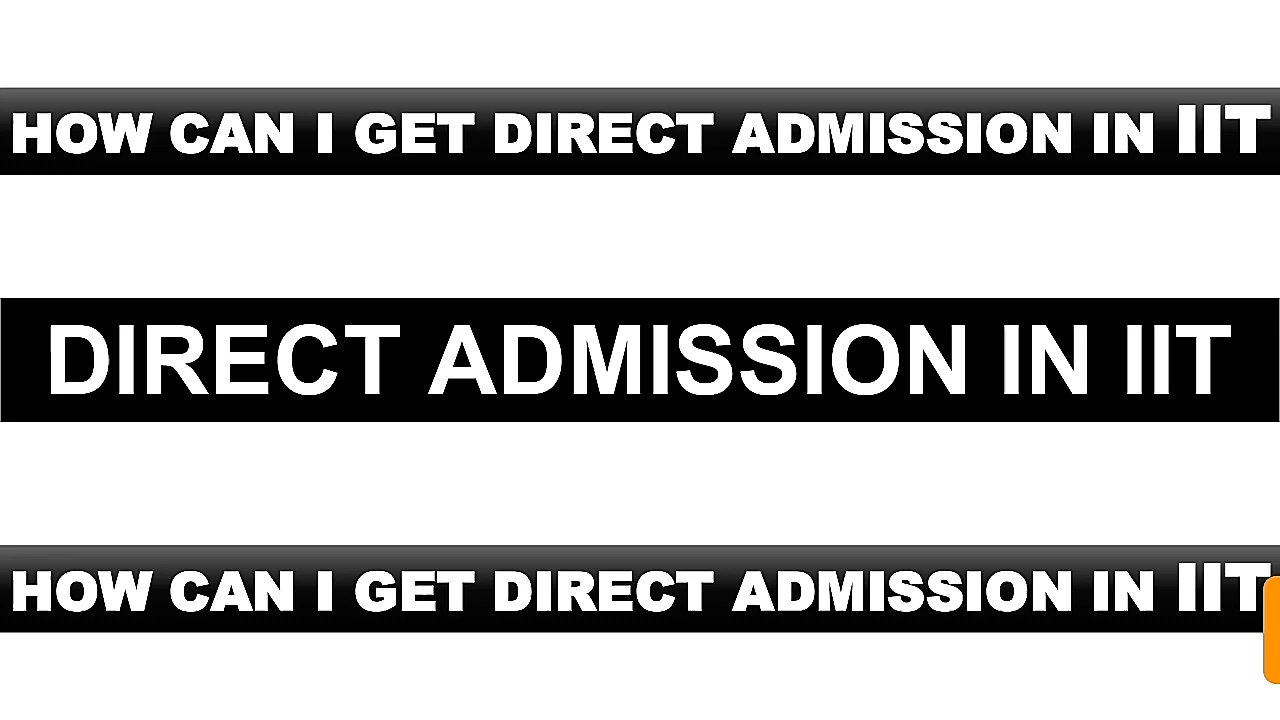 HOW CAN I GET DIRECT ADMISSION IN IIT
DIRECT ADMISSION IN IIT
HOW CAN I GET DIRECT ADMISSION IN IIT